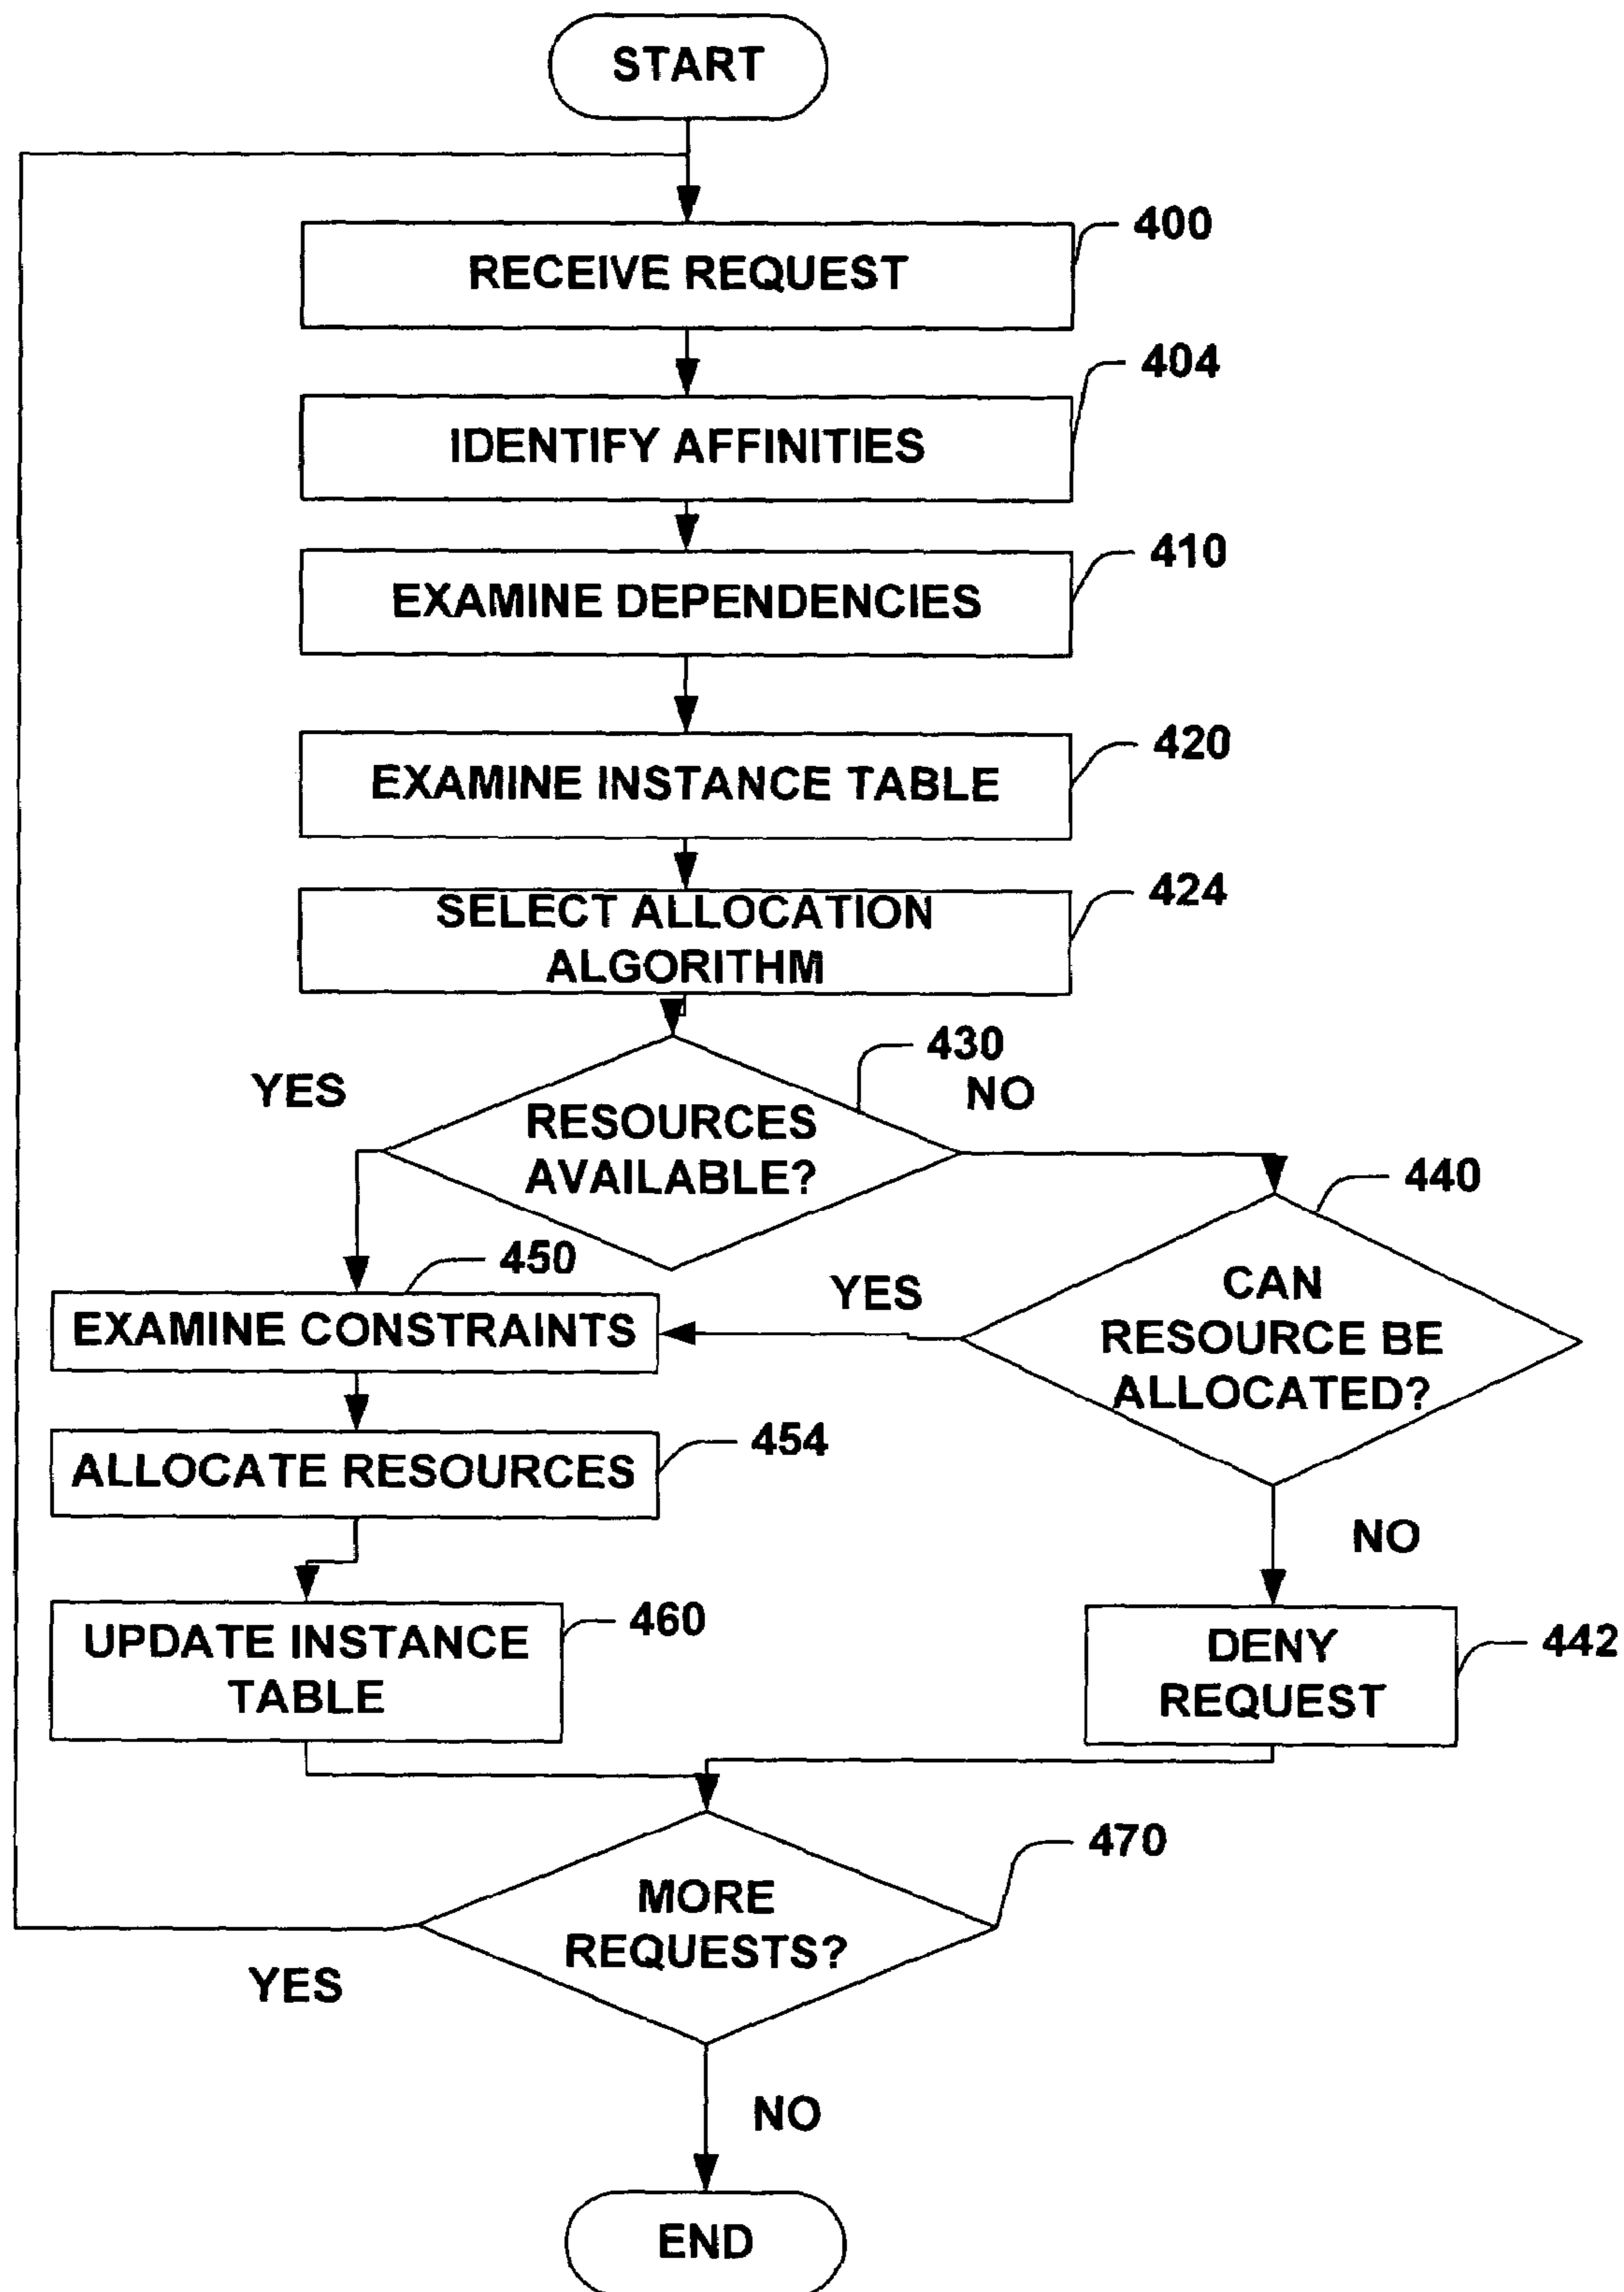 START
400
RECEIVE REQUEST
404
IDENTIFY AFFINITIES
410
EXAMINE DEPENDENCIES
420
EXAMINE INSTANCE TABLE
424
SELECT ALLOCATION
ALGORITHM
430
YES
NO
RESOURCES
AVAILABLE?
440
450
CAN
RESOURCE BE
ALLOCATED?
YES
EXAMINE CONSTRAINTS
454
ALLOCATE RESOURCES
NO
460
UPDATE INSTANCE
TABLE
442
DENY
REQUEST
470
MORE
REQUESTS?
YES
NO
END